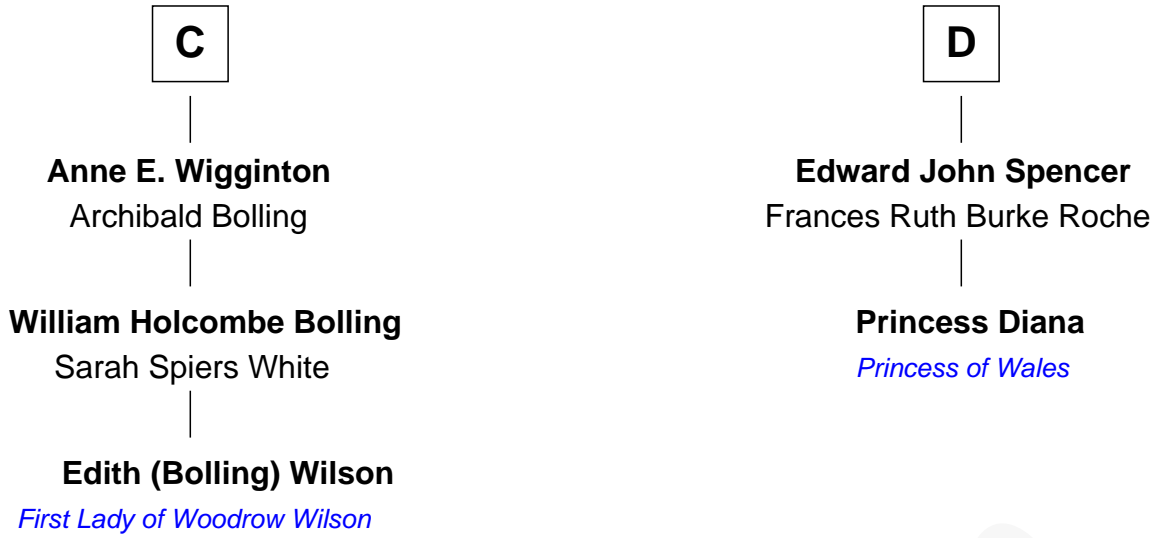 C
Anne E. Wigginton
Archibald Bolling
William Holcombe Bolling
Sarah Spiers White
Edith (Bolling) Wilson
First Lady of Woodrow Wilson
D
Edward John Spencer
Frances Ruth Burke Roche
Princess Diana
Princess of Wales